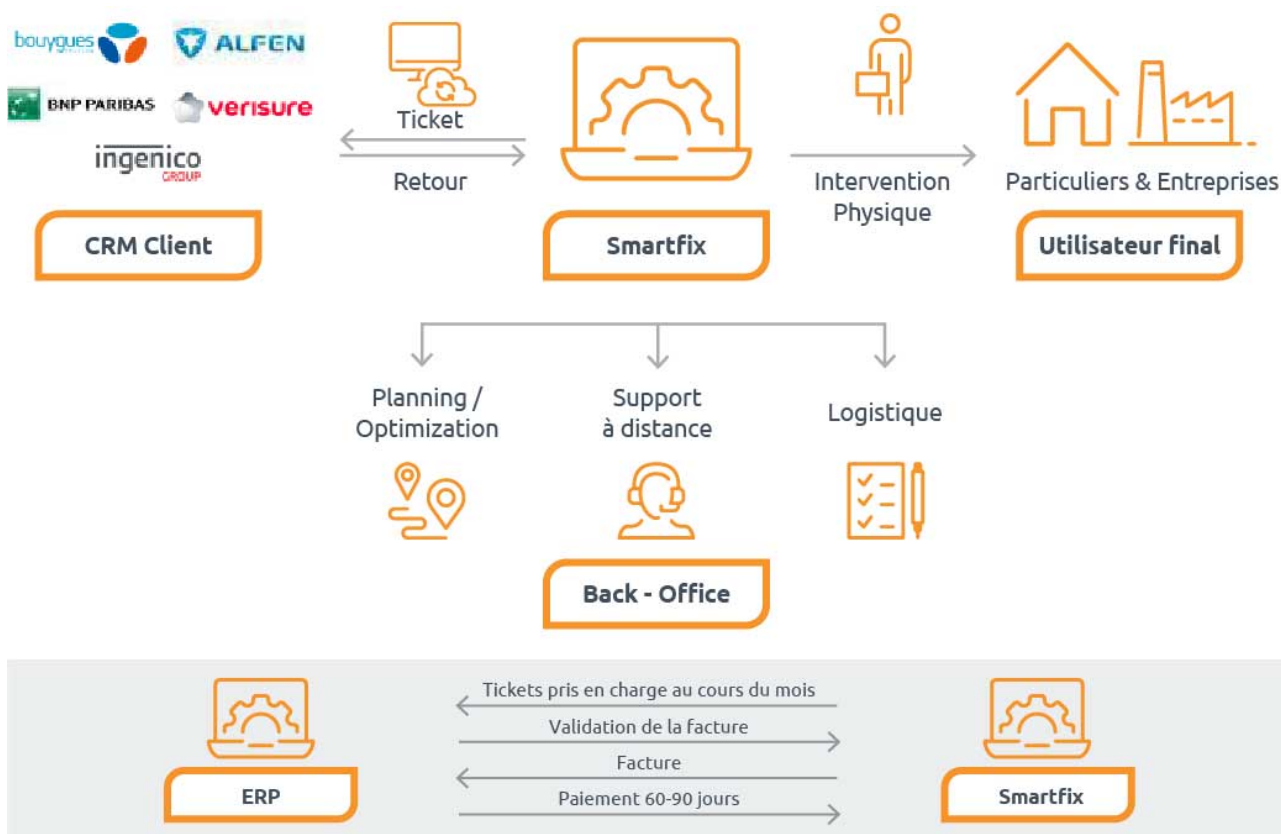 bouygues
ALFEN
BNP PARIBAS
verisure
ingenico
GROUP
Ticket
Retour
Intervention
Physique
Particuliers & Entreprises
CRM Client
Smartfix
Utilisateur final
Planning /
Optimization
Support
à distance
Logistique
Back - Office
Tickets pris en charge au cours du mois
Validation de la facture
Facture
Paiement 60-90 jours
ERP
Smartfix